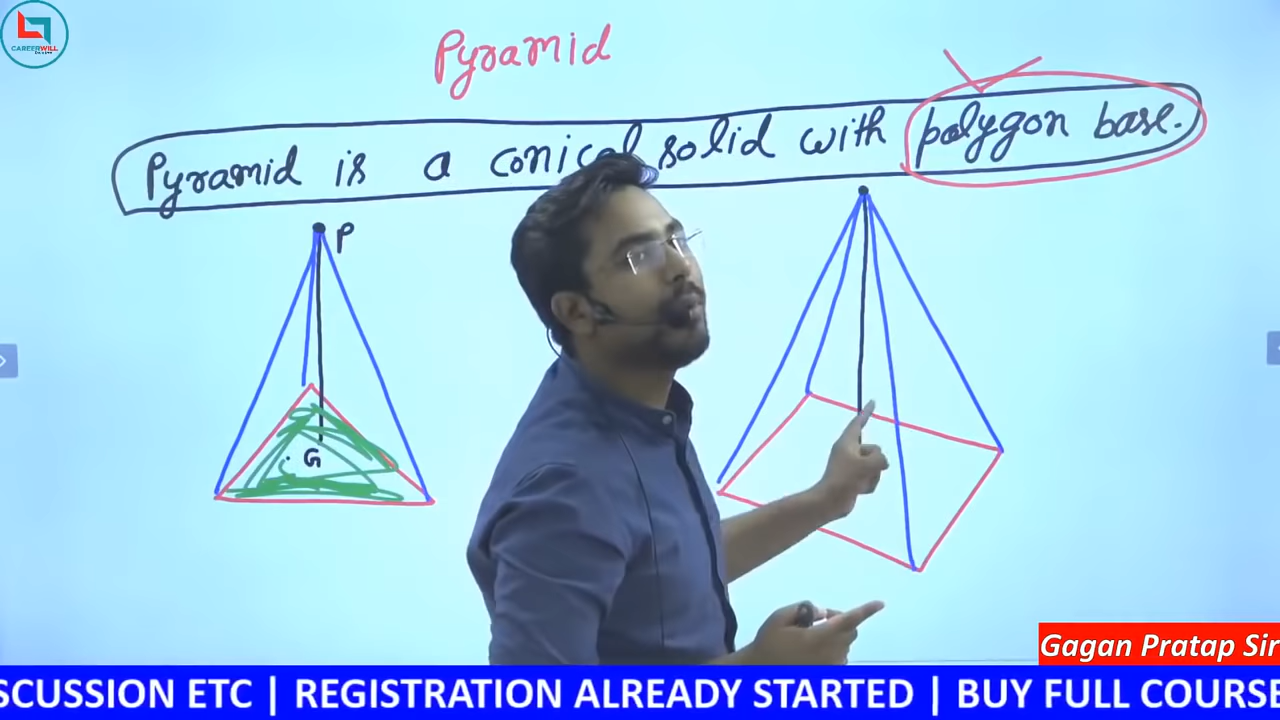 CAREERWILL
Pyramid
Pyramid is a conical solid with polygon base.
P
G
Gagan Pratap Sir
SCUSSION ETC | REGISTRATION ALREADY STARTED | BUY FULL COURSE